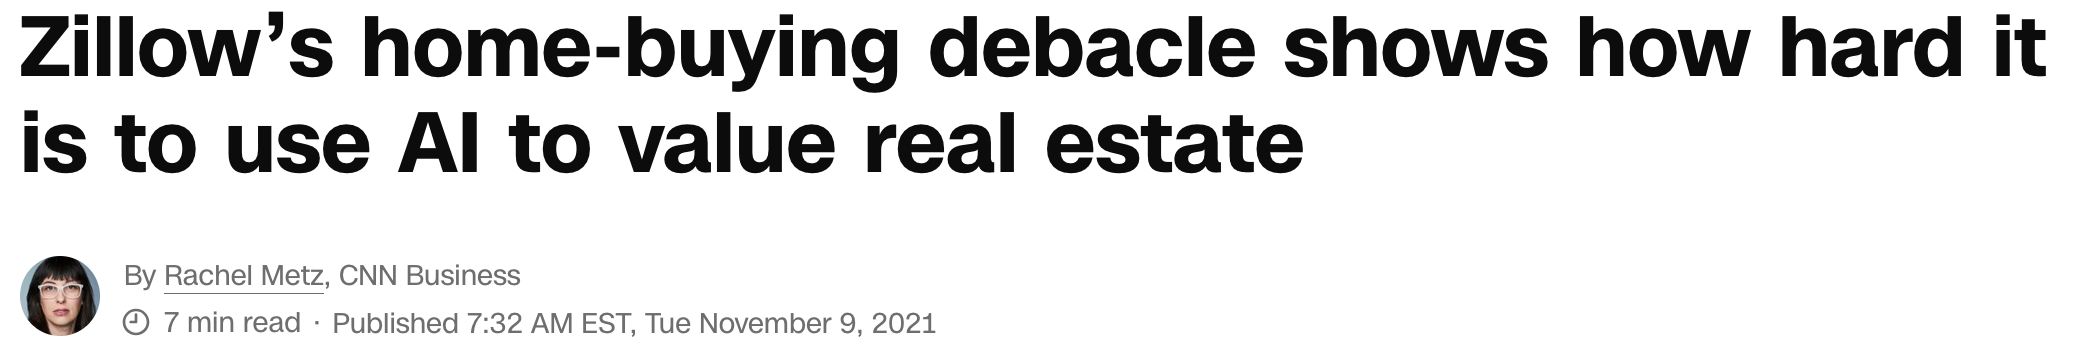 Zillow’s home-buying debacle shows how hard it
is to use AI to value real estate
By Rachel Metz, CNN Business
7 min read · Published 7:32 AM EST, Tue November 9, 2021